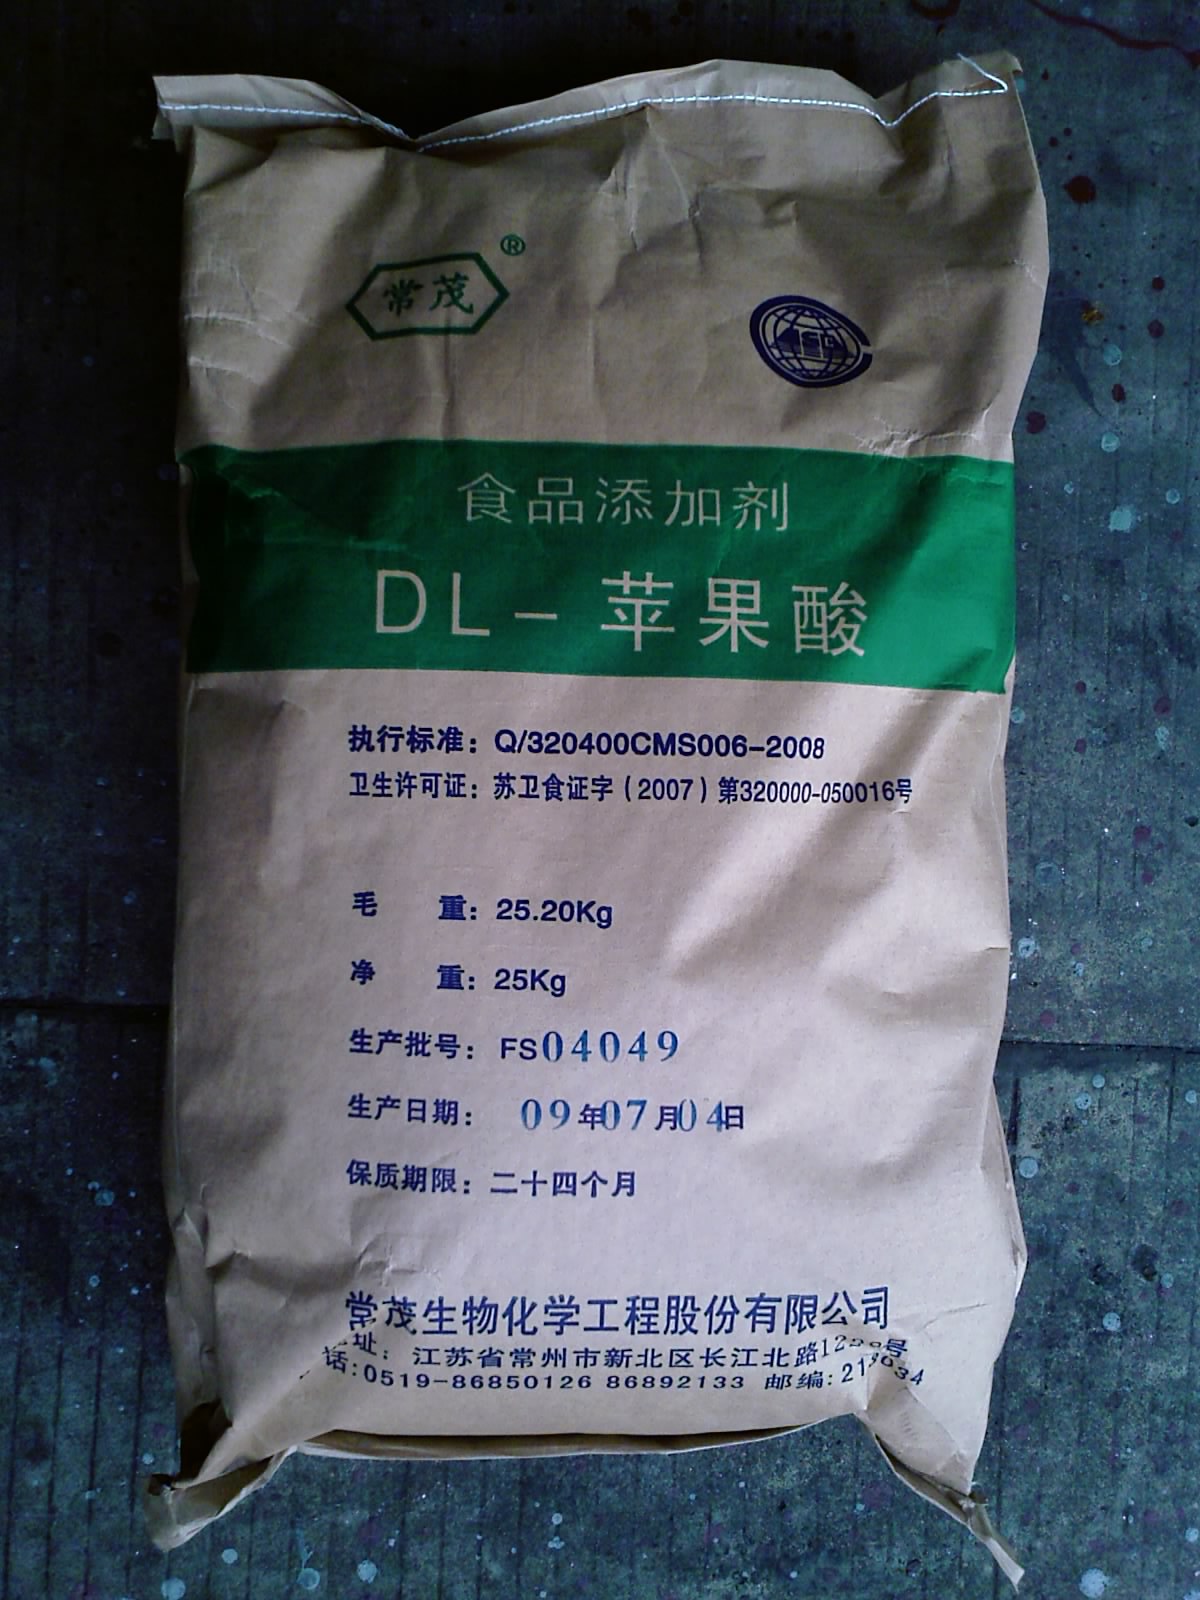 常茂®
食品添加剂
DL-苹果酸
执行标准：Q/320400CMS006-2008
卫生许可证：苏卫食证字（2007）第320000-050016号
毛 重：25.20Kg
净 重：25Kg
生产批号：FS04049
生产日期：09年07月04日
保质期限：二十四个月
常茂生物化学工程股份有限公司
址：江苏省常州市新北区长江北路号
话:0519-86850126 86892133 邮编: